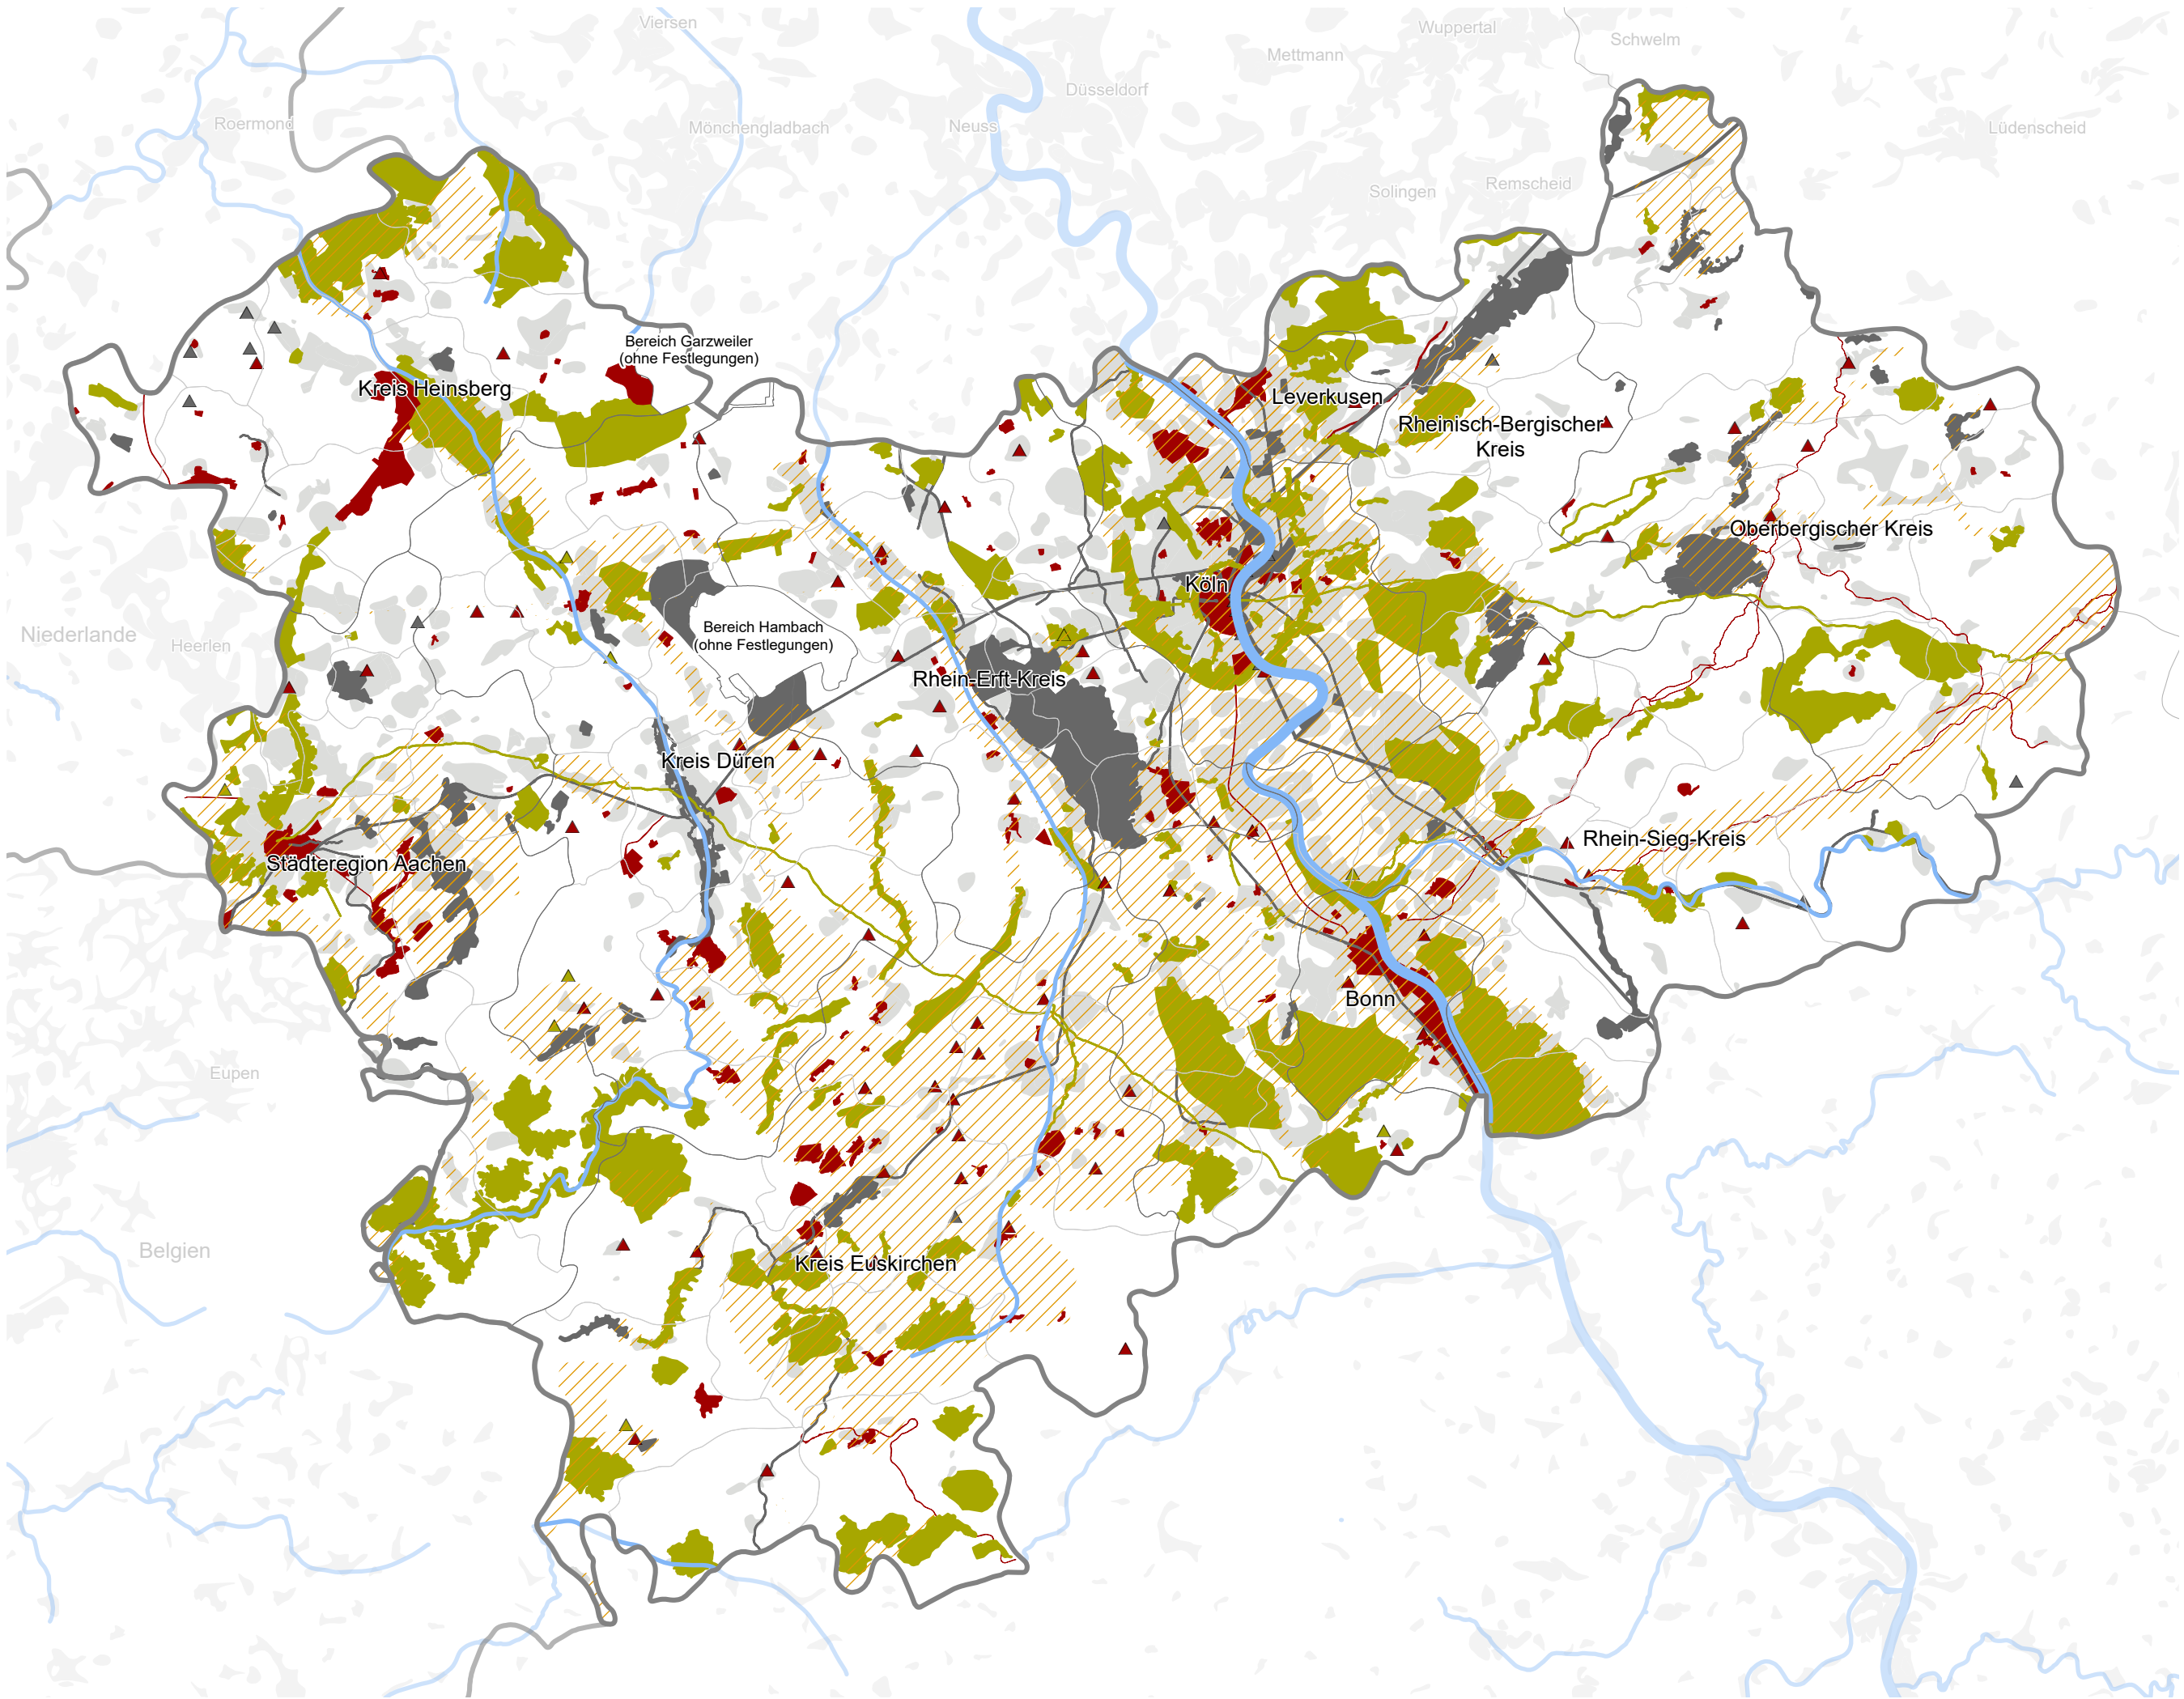 Viersen
Wuppertal
Schwelm
Mettmann
Düsseldorf
Roermond
Mönchengladbach
Neuss
Lüdenscheid
Solingen
Remscheid
Bereich Garzweiler
(ohne Festlegungen)
Kreis Heinsberg
Leverkusen
Rheinisch-Bergischer
Kreis
Oberbergischer Kreis
Köln
Niederlande
Heerlen
Bereich Hambach
(ohne Festlegungen)
Rhein-Erft-Kreis
Kreis Düren
Rhein-Sieg-Kreis
Städteregion Aachen
Bonn
Eupen
Belgien
Kreis Euskirchen